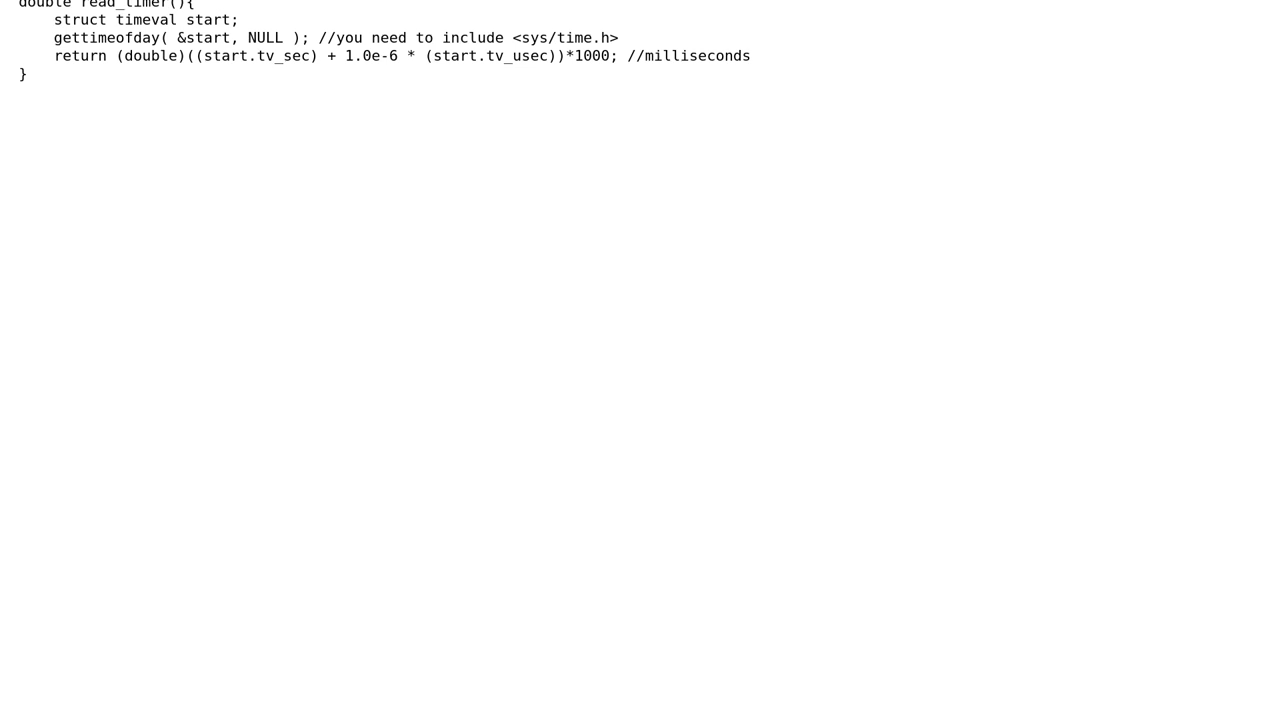 double read_timer(){
    struct timeval start;
    gettimeofday( &start, NULL ); //you need to include <sys/time.h>
    return (double)((start.tv_sec) + 1.0e-6 * (start.tv_usec))*1000; //milliseconds
}